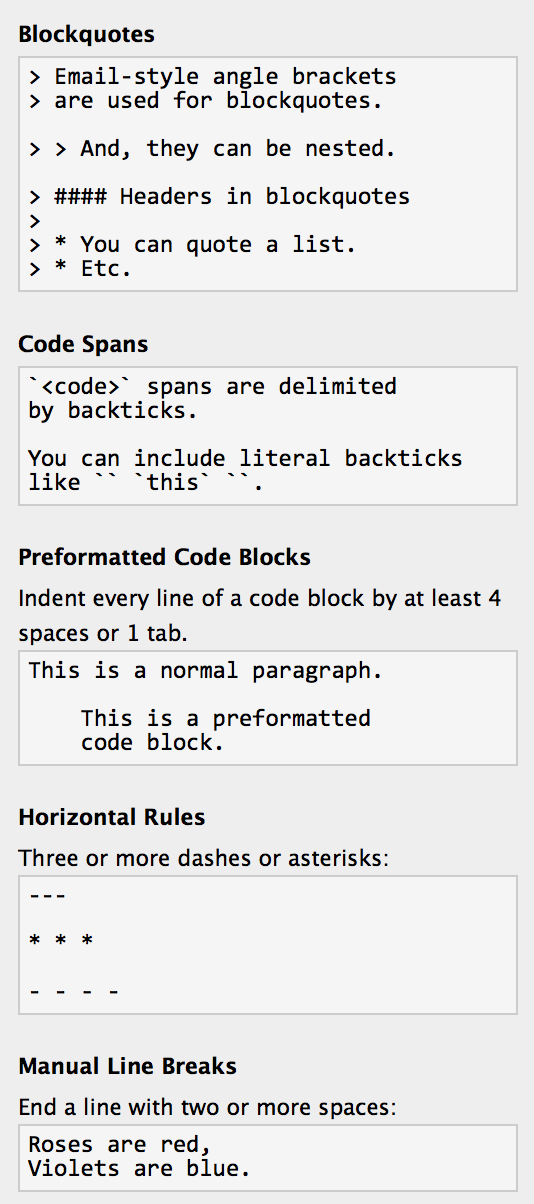 Blockquotes
> Email-style angle brackets
> are used for blockquotes.
> > And, they can be nested.
> #### Headers in blockquotes
>
> * You can quote a list.
> * Etc.
Code Spans
`<code>` spans are delimited
by backticks.
You can include literal backticks
like `` `this` ``.
Preformatted Code Blocks
Indent every line of a code block by at least 4
spaces or 1 tab.
This is a normal paragraph.
    This is a preformatted
    code block.
Horizontal Rules
Three or more dashes or asterisks:
---
* * *
- - - -
Manual Line Breaks
End a line with two or more spaces:
Roses are red,
Violets are blue.